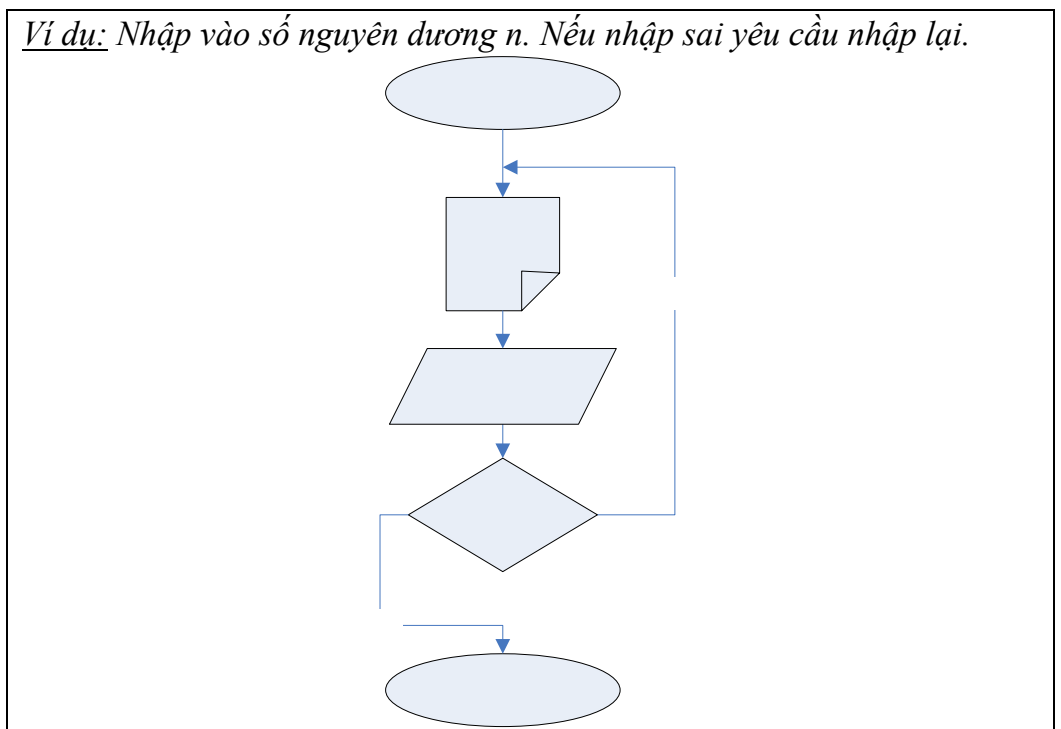 Ví dụ: Nhập vào số nguyên dương n. Nếu nhập sai yêu cầu nhập lại.